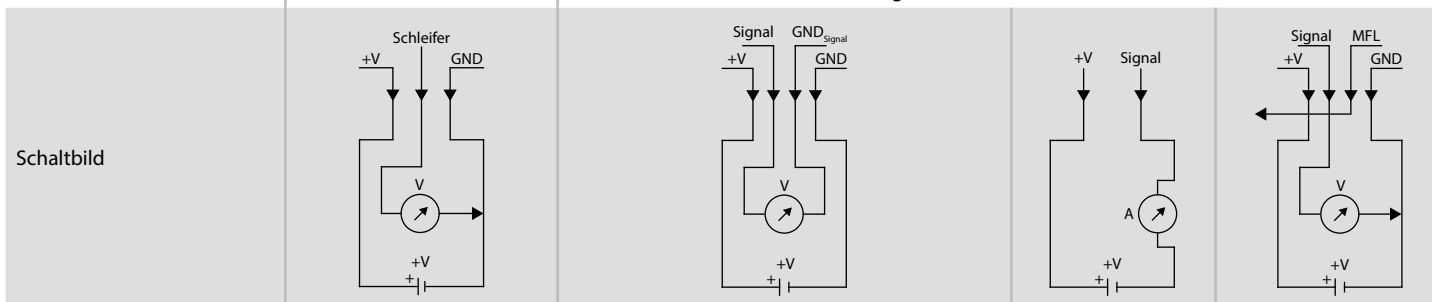 Schaltbild
Schleifer
+V
GND
V
+V
+
Signal
GND Signal
+V
GND
V
+V
+
+V
Signal
A
+V
+
Signal
MFL
+V
GND
V
+V
+